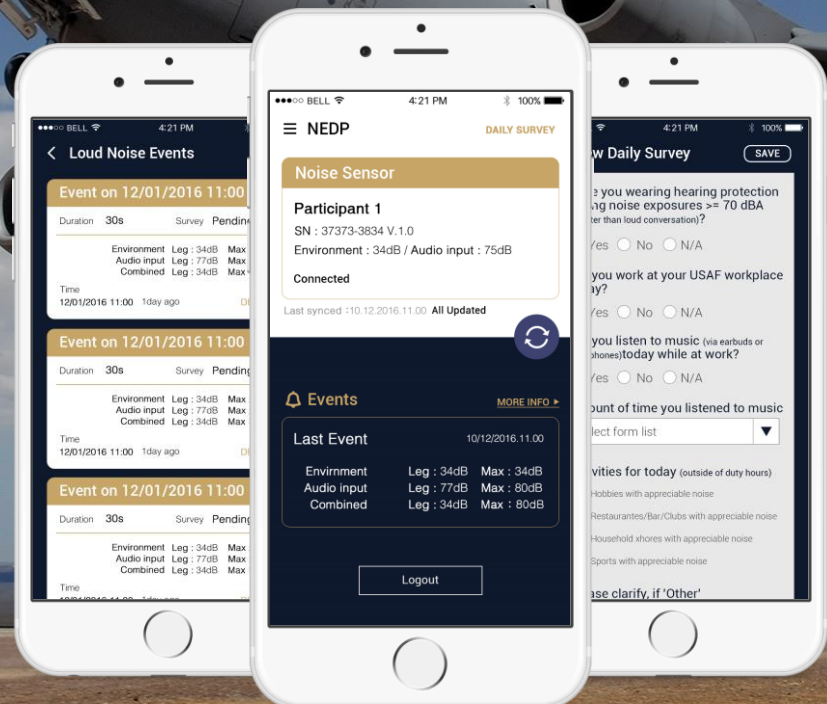 BELL 4:21 PM
Loud Noise Events
Event on 12/01/2016 11:00
Duration 30s Survey Pending
Environment Leg : 34dB Max
Audio input Leg : 77dB Max
Combined Leg : 34dB Max
Time
12/01/2016 11:00 1day ago
Event on 12/01/2016 11:00
Duration 30s Survey Pending
Environment Leg : 34dB Max
Audio input Leg : 77dB Max
Combined Leg : 34dB Max
Time
12/01/2016 11:00 1day ago
Event on 12/01/2016 11:00
Duration 30s Survey Pending
Environment Leg : 34dB Max
Audio input Leg : 77dB Max
Combined Leg : 34dB Max
Time
BELL 4:21 PM 100%
NEDP DAILY SURVEY
Noise Sensor
Participant 1
SN : 37373-3834 V.1.0
Environment : 34dB / Audio input : 75dB
Connected
Last synced :10.12.2016.11.00 All Updated
Events MORE INFO
Last Event 10/12/2016.11.00
Envirnment Leg : 34dB Max : 34dB
Audio input Leg : 77dB Max : 80dB
Combined Leg : 34dB Max : 80dB
Logout
4:21 PM 100%
Daily Survey SAVE
you wearing hearing protection
noise exposures >= 70 dBA
than loud conversation)?
Yes No N/A
you work at your USAF workplace
Yes No N/A
you listen to music (via earbuds or
today while at work?
Yes No N/A
of time you listened to music
form list
for today (outside of duty hours)
Hobbies with appreciable noise
Restaurantes/Bar/Clubs with appreciable noise
Household xhores with appreciable noise
Sports with appreciable noise
clarify, if 'Other'